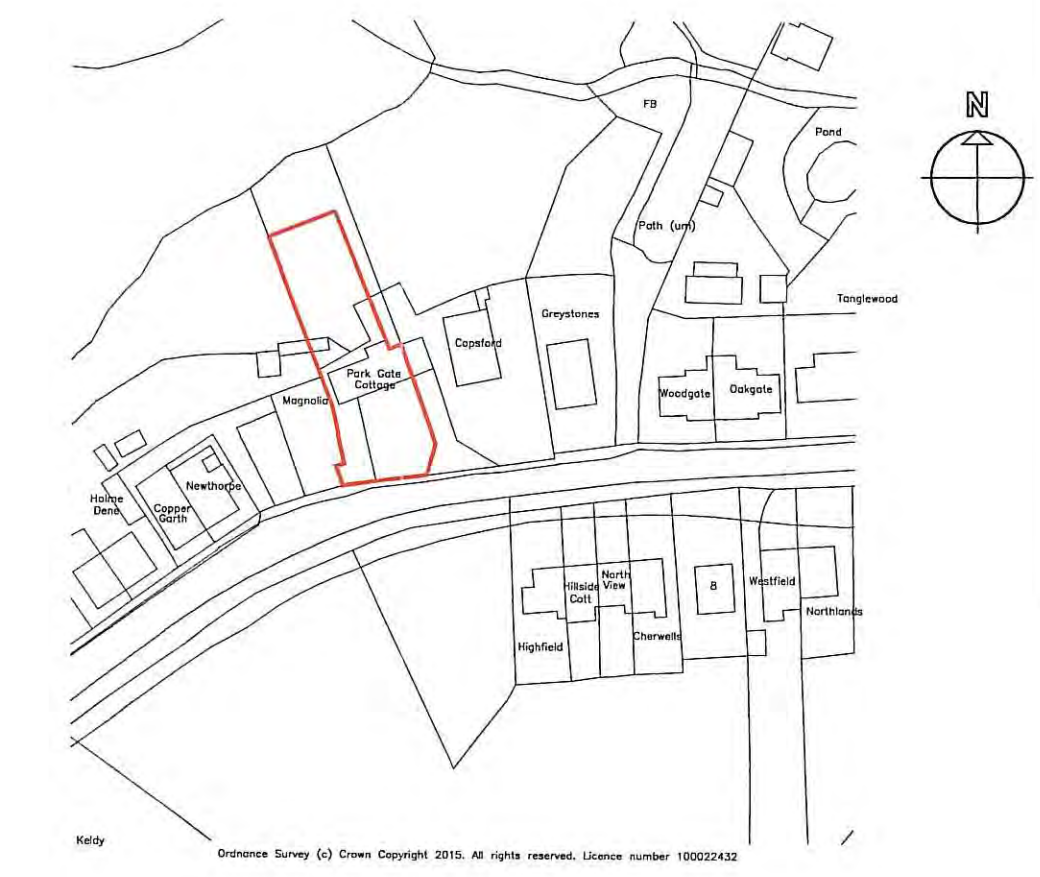 N
FB
Pond
Path (um)
Tanglewood
Greystones
Copsford
Park Gate
Cottage
Woodgate
Oakgate
Magnolia
Newthorpe
Holme
Dene
Copper
Garth
Hillside
Cott
North
View
8
Westfield
Northlands
Cherwells
Highfield
Keldy
Ordnance Survey (c) Crown Copyright 2015. All rights reserved. Licence number 100022432